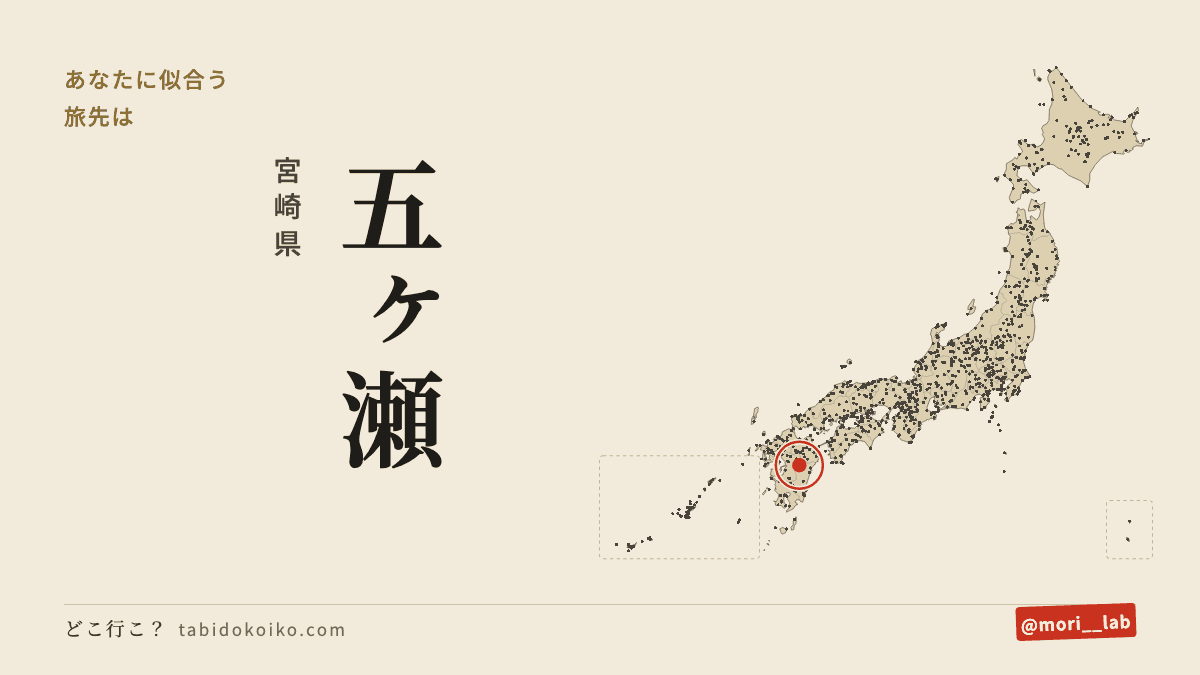 あなたに似合う
旅先は
宮崎県
五ヶ瀬
どこ行こ？ tabidokoiko.com
@mori__lab